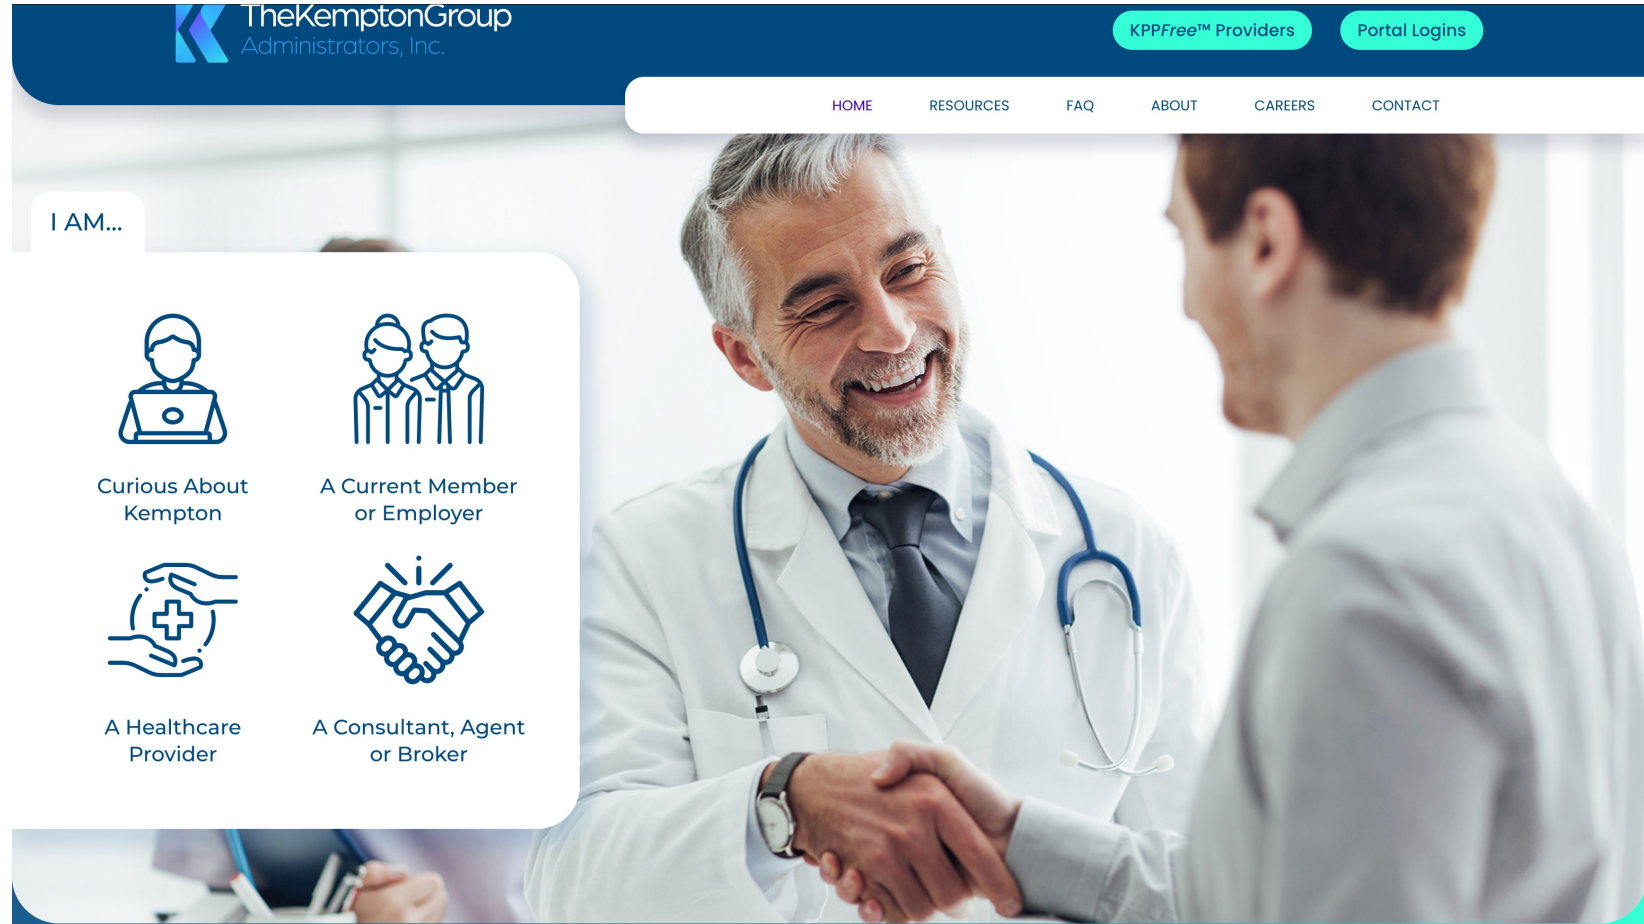 TheKemptonGroup
Administrators, Inc.
KPPFree™ Providers
Portal Logins
HOME
RESOURCES
FAQ
ABOUT
CAREERS
CONTACT
I AM...
Curious About
Kempton
A Current Member
or Employer
A Healthcare
Provider
A Consultant, Agent
or Broker